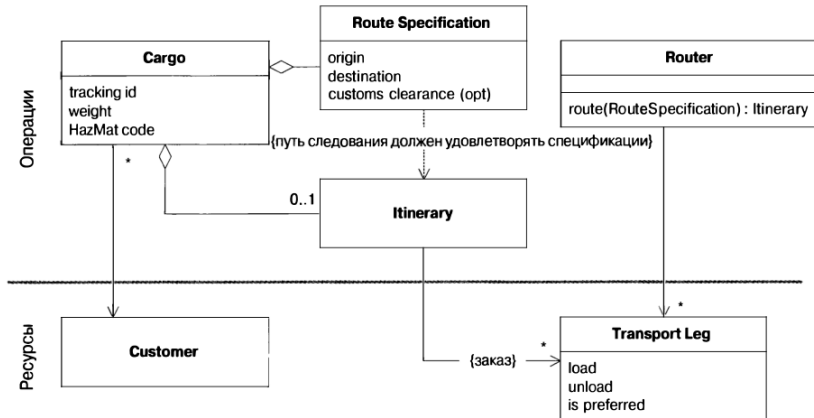 Route Specification
origin
destination
customs clearance (opt)
Cargo
tracking id
weight
HazMat code
Router
route(RouteSpecification) : Itinerary
Операции
{путь следования должен удовлетворять спецификации}
*
0..1
Itinerary
Ресурсы
Customer
*
*
{заказ}
Transport Leg
load
unload
is preferred